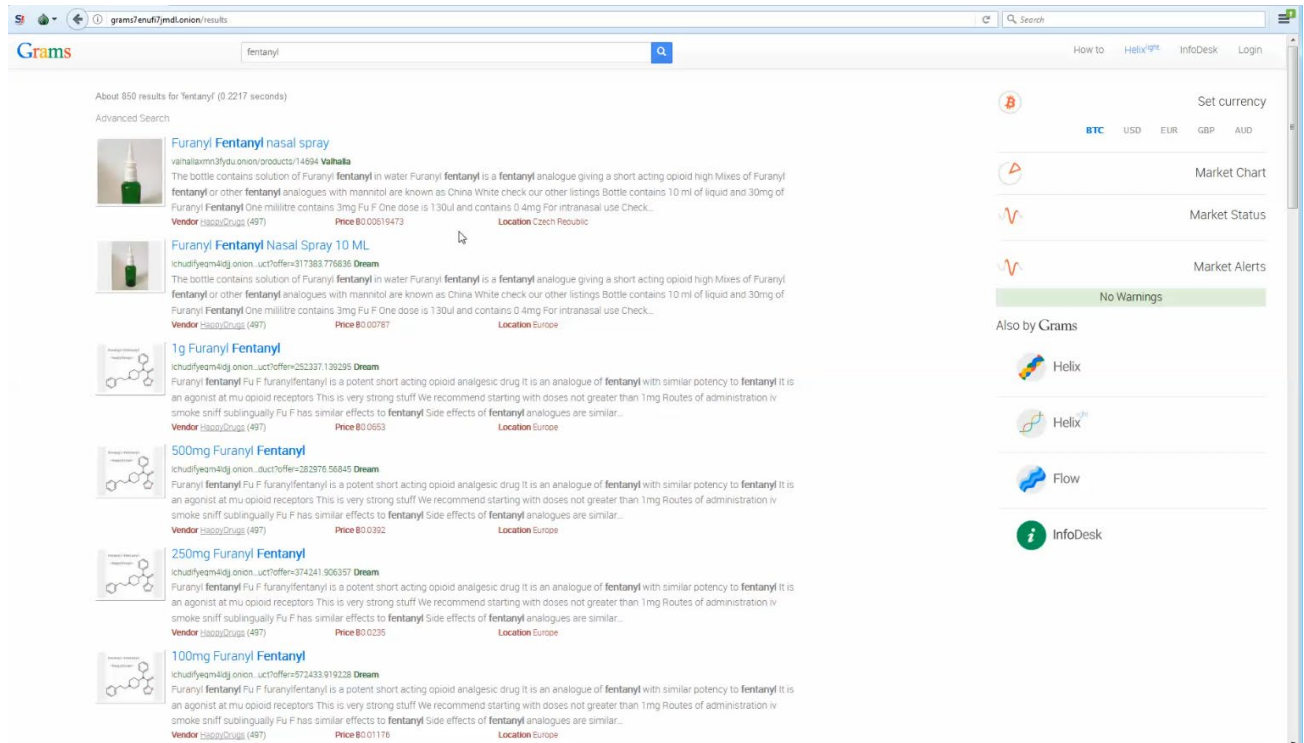 grams7enufi7jmdl.onion/results
Search
Grams
fentanyl
How to Helix light InfoDesk Login
About 850 results for 'fentanyl' (0.2217 seconds)
Advanced Search
Furanyl Fentanyl nasal spray
valhallaxmn3fydu.onion/products/14694 Valhalla
The bottle contains solution of Furanyl fentanyl in water Furanyl fentanyl is a fentanyl analogue giving a short acting opioid high Mixes of Furanyl
fentanyl or other fentanyl analogues with mannitol are known as China White check our other listings Bottle contains 10 ml of liquid and 30mg of
Furanyl Fentanyl One mililitre contains 3mg Fu F One dose is 130ul and contains 0 4mg For intranasal use Check...
Vendor HappyDrugs (497) Price Ƀ0.00619473 Location Czech Republic
Furanyl Fentanyl Nasal Spray 10 ML
lchudifyeqm4ldjj.onion...uct?offer=317383.776836 Dream
The bottle contains solution of Furanyl fentanyl in water Furanyl fentanyl is a fentanyl analogue giving a short acting opioid high Mixes of Furanyl
fentanyl or other fentanyl analogues with mannitol are known as China White check our other listings Bottle contains 10 ml of liquid and 30mg of
Furanyl Fentanyl One mililitre contains 3mg Fu F One dose is 130ul and contains 0 4mg For intranasal use Check...
Vendor HappyDrugs (497) Price Ƀ0.00787 Location Europe
1g Furanyl Fentanyl
lchudifyeqm4ldjj.onion...uct?offer=252337.139295 Dream
Furanyl fentanyl Fu F furanylfentanyl is a potent short acting opioid analgesic drug It is an analogue of fentanyl with similar potency to fentanyl It is
an agonist at mu opioid receptors This is very strong stuff We recommend starting with doses not greater than 1mg Routes of administration iv
smoke sniff sublingually Fu F has similar effects to fentanyl Side effects of fentanyl analogues are similar...
Vendor HappyDrugs (497) Price Ƀ0.0653 Location Europe
500mg Furanyl Fentanyl
lchudifyeqm4ldjj.onion...duct?offer=282976.56845 Dream
Furanyl fentanyl Fu F furanylfentanyl is a potent short acting opioid analgesic drug It is an analogue of fentanyl with similar potency to fentanyl It is
an agonist at mu opioid receptors This is very strong stuff We recommend starting with doses not greater than 1mg Routes of administration iv
smoke sniff sublingually Fu F has similar effects to fentanyl Side effects of fentanyl analogues are similar...
Vendor HappyDrugs (497) Price Ƀ0.0392 Location Europe
250mg Furanyl Fentanyl
lchudifyeqm4ldjj.onion...uct?offer=374241.906357 Dream
Furanyl fentanyl Fu F furanylfentanyl is a potent short acting opioid analgesic drug It is an analogue of fentanyl with similar potency to fentanyl It is
an agonist at mu opioid receptors This is very strong stuff We recommend starting with doses not greater than 1mg Routes of administration iv
smoke sniff sublingually Fu F has similar effects to fentanyl Side effects of fentanyl analogues are similar...
Vendor HappyDrugs (497) Price Ƀ0.0235 Location Europe
100mg Furanyl Fentanyl
lchudifyeqm4ldjj.onion...uct?offer=572433.919228 Dream
Furanyl fentanyl Fu F furanylfentanyl is a potent short acting opioid analgesic drug It is an analogue of fentanyl with similar potency to fentanyl It is
an agonist at mu opioid receptors This is very strong stuff We recommend starting with doses not greater than 1mg Routes of administration iv
smoke sniff sublingually Fu F has similar effects to fentanyl Side effects of fentanyl analogues are similar...
Vendor HappyDrugs (497) Price Ƀ0.01176 Location Europe
Set currency
BTC USD EUR GBP AUD
Market Chart
Market Status
Market Alerts
No Warnings
Also by Grams
Helix
Helix light
Flow
InfoDesk